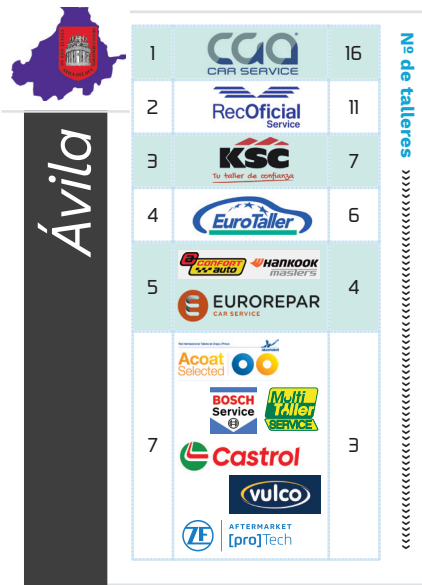 Ávila
Nº de talleres
1
CGA
CAR SERVICE
16
2
RecOficial
Service
11
3
KSC
Tu taller de confianza
7
4
EuroTaller
6
5
CONFORT
auto
HANKOOK
masters
EUROREPAR
CAR SERVICE
4
7
Acoat
Selected
BOSCH
Service
Multi
Taller
SERVICE
Castrol
vulco
ZF
AFTERMARKET
[pro]Tech
3